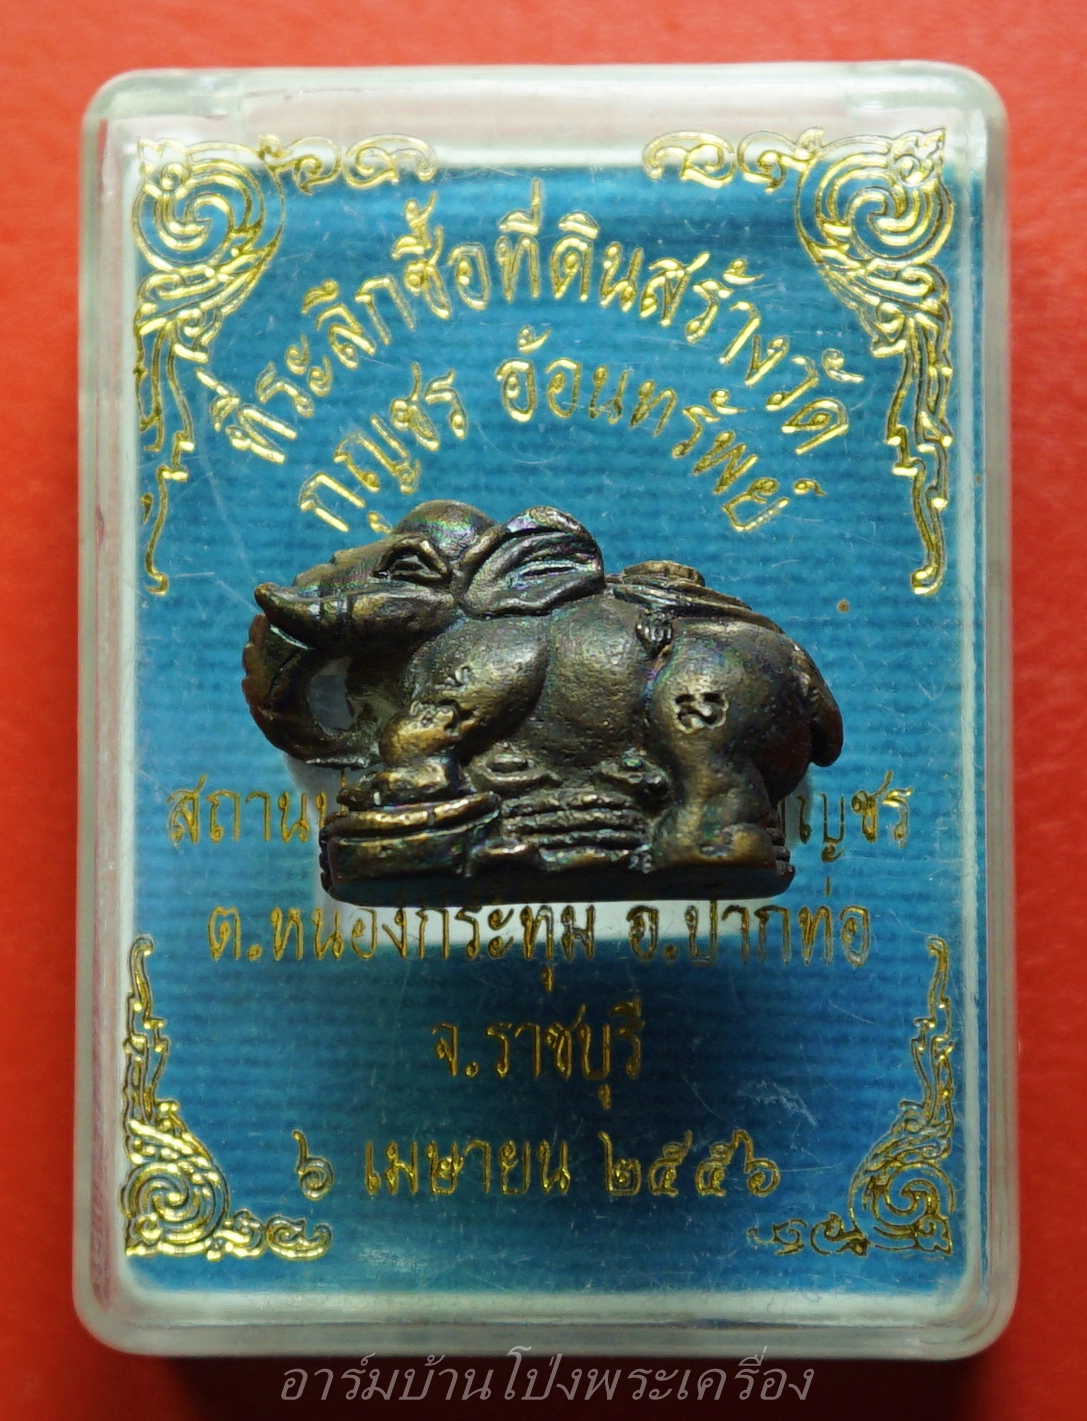 ที่ระลึกซื้อที่ดินสร้างวัด
กุญชร อ้อนทรัพย์
ต.หนองกระทุ่ม อ.ปากท่อ
จ.ราชบุรี
๖ เมษายน ๒๕๕๖
อาร์มบ้านโป่งพระเครื่อง